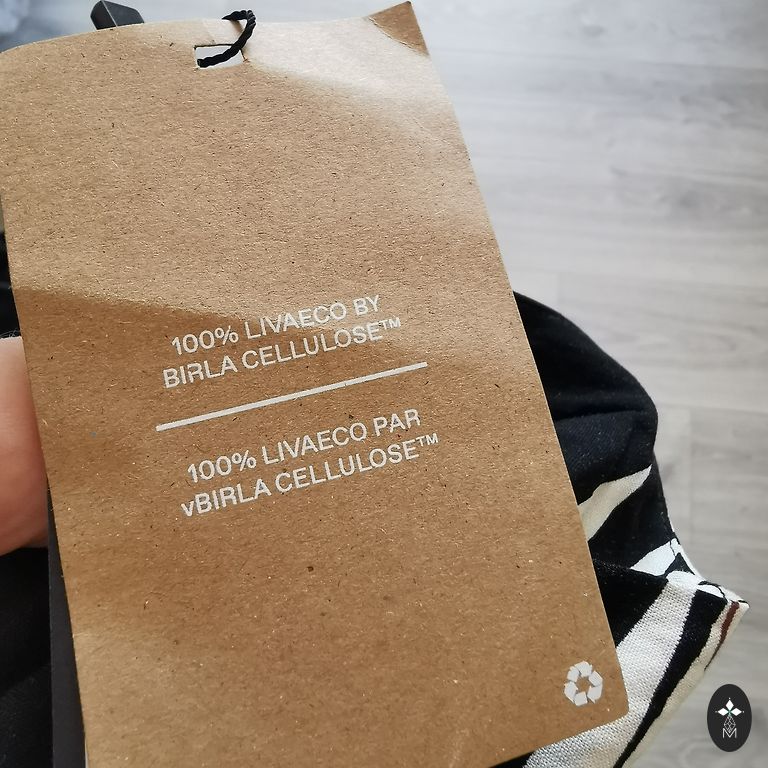 100% LIVAECO BY
BIRLA CELLULOSE™
100% LIVAECO PAR
vBIRLA CELLULOSE™
M